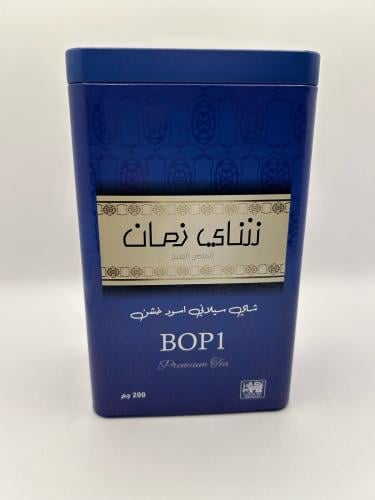 شاي زمان
شاي سيلاني اسود خشن
BOP1
Premium Tea
200 جم